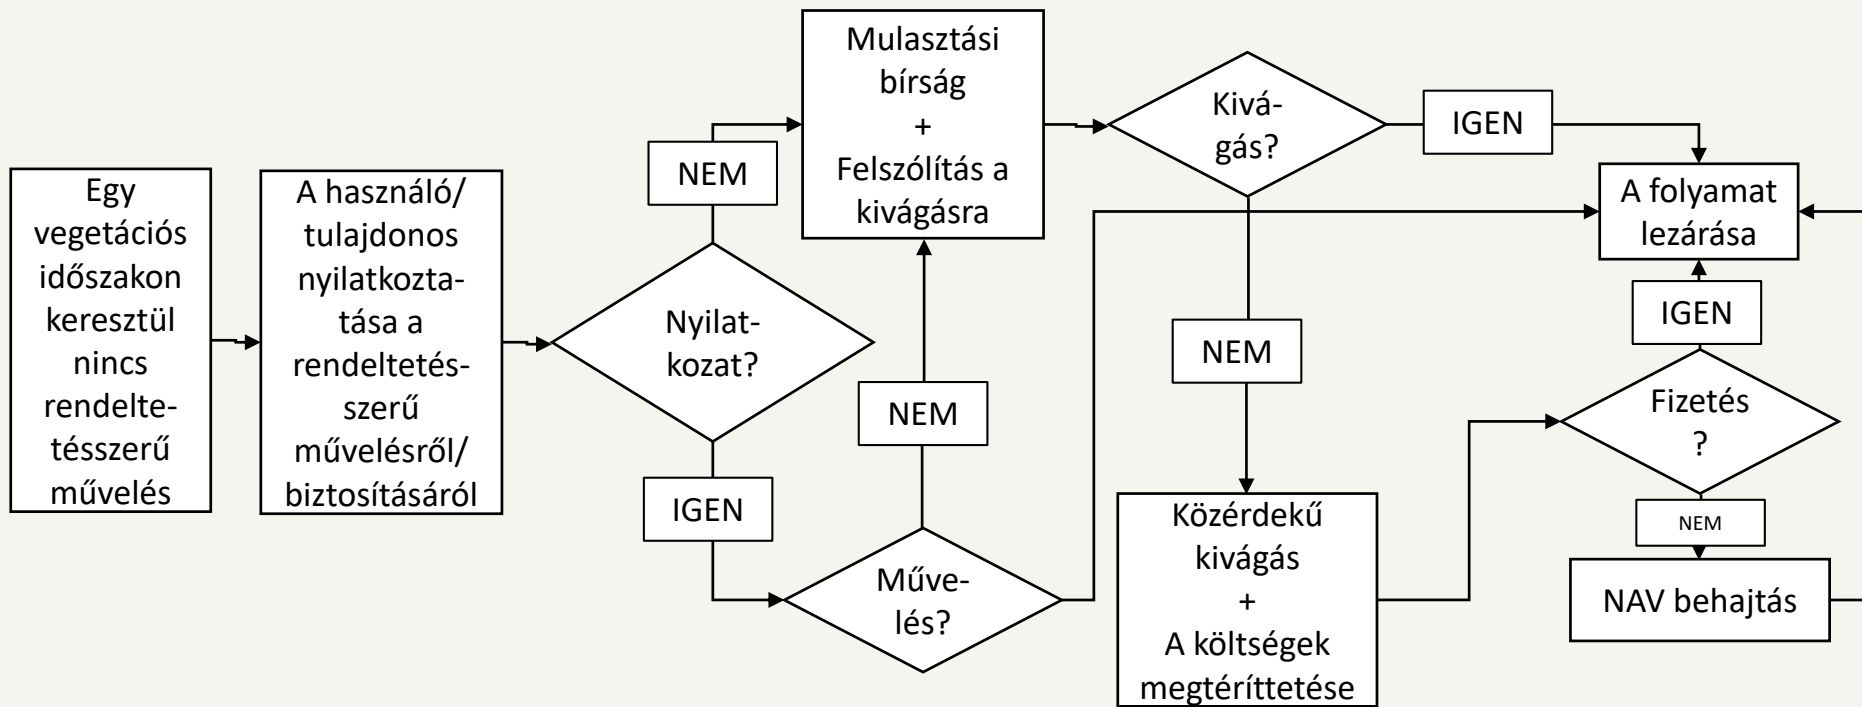 Egy
vegetációs
időszakon
keresztül
nincs
rendelte-
tésszerű
művelés
A használó/
tulajdonos
nyilatkozta-
tása a
rendeltetés-
szerű
művelésről/
biztosításáról
Nyilat-
kozat?
NEM
IGEN
Mulasztási
bírság
+
Felszólítás a
kivágásra
NEM
Műve-
lés?
Kivá-
gás?
IGEN
NEM
Közérdekű
kivágás
+
A költségek
megtéríttetése
A folyamat
lezárása
IGEN
Fizetés
?
NEM
NAV behajtás